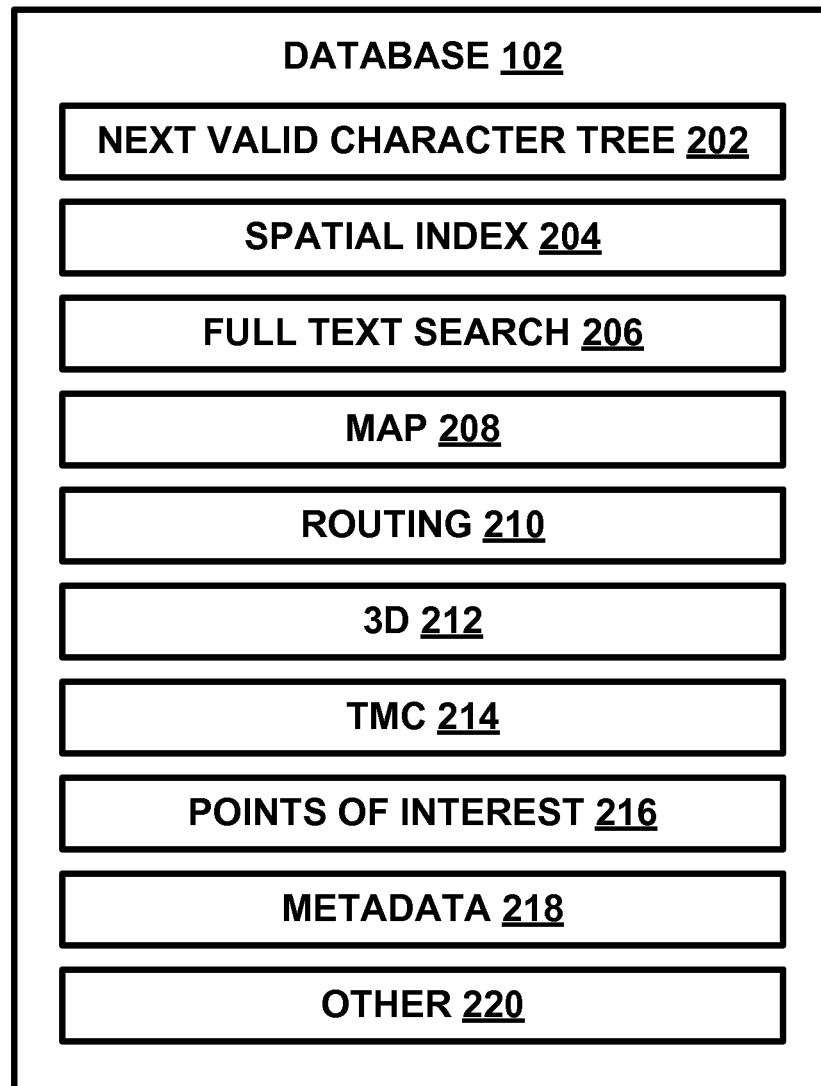 DATABASE 102
NEXT VALID CHARACTER TREE 202
SPATIAL INDEX 204
FULL TEXT SEARCH 206
MAP 208
ROUTING 210
3D 212
TMC 214
POINTS OF INTEREST 216
METADATA 218
OTHER 220